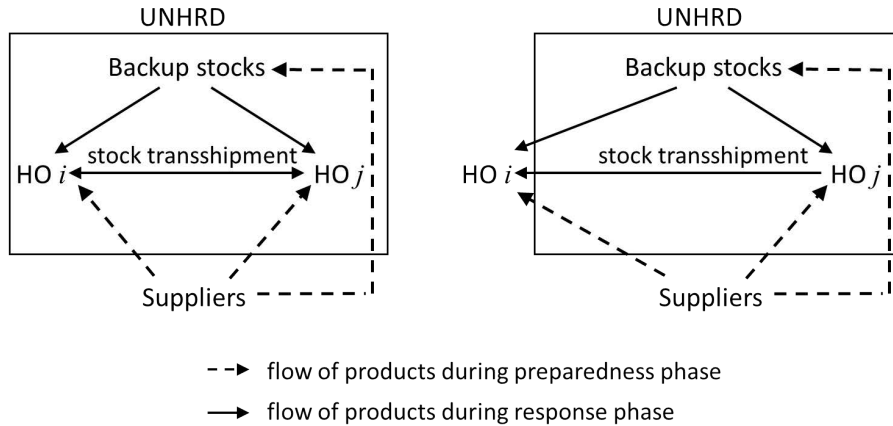 UNHRD
Backup stocks
stock transshipment
HO i
HO j
Suppliers
UNHRD
Backup stocks
stock transshipment
HO i
HO j
Suppliers
flow of products during preparedness phase
flow of products during response phase